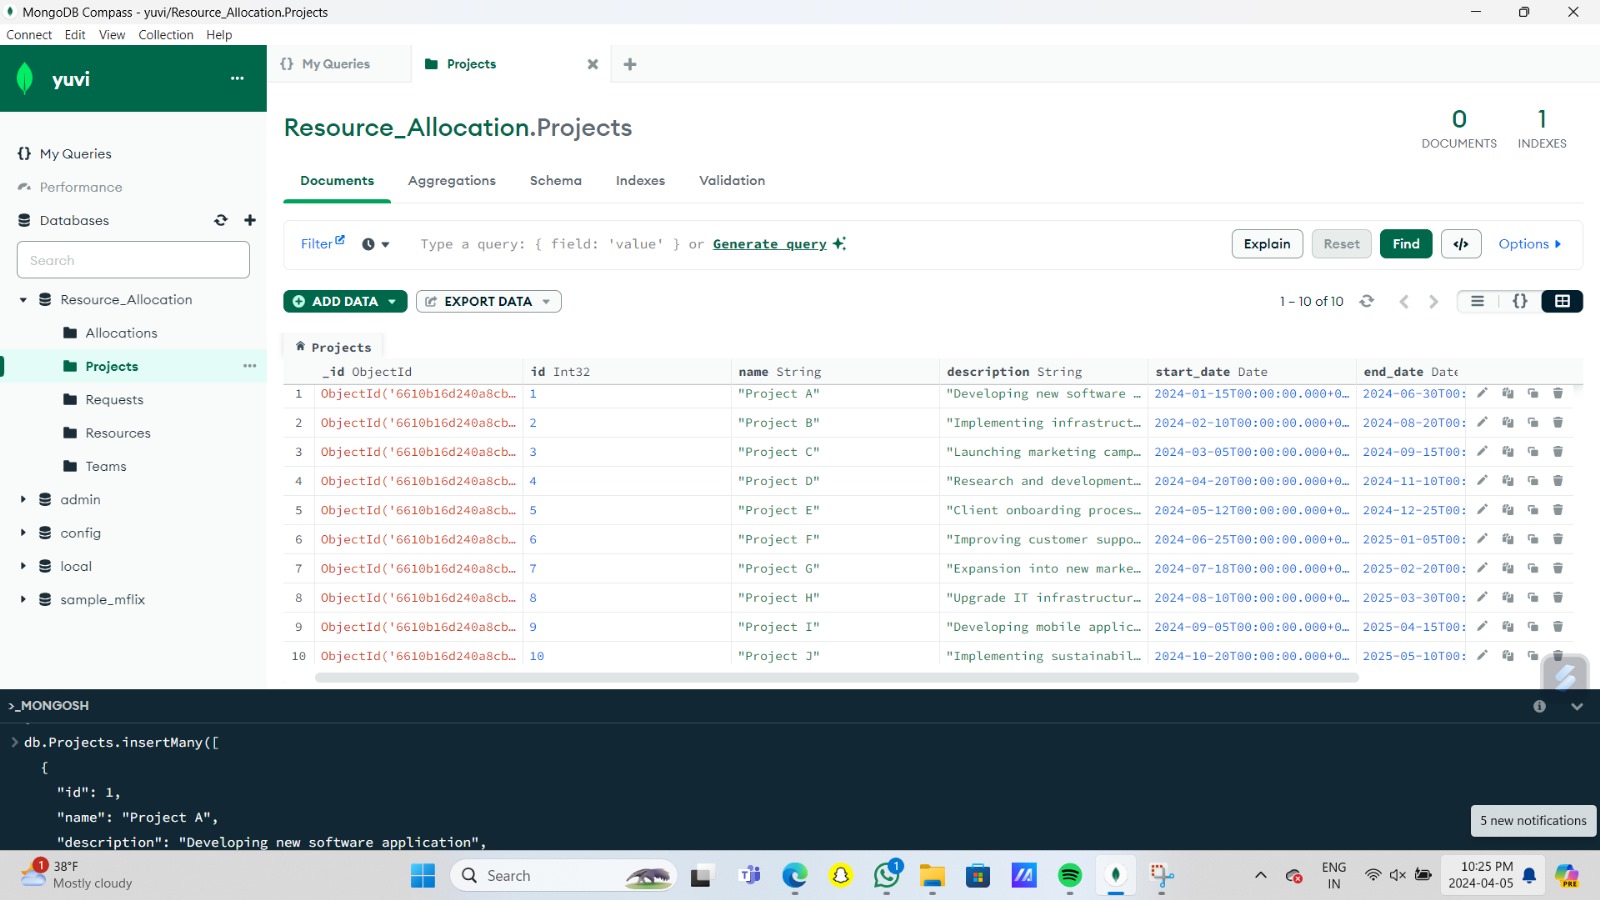 MongoDB Compass - yuvi/Resource_Allocation.Projects
Connect Edit View Collection Help
yuvi
My Queries
Performance
Databases
Search
Resource_Allocation
Allocations
Projects
Requests
Resources
Teams
admin
config
local
sample_mflix
{} My Queries
Projects
Resource_Allocation.Projects
0
DOCUMENTS
1
INDEXES
Documents Aggregations Schema Indexes Validation
Filter Type a query: { field: 'value' } or Generate query Explain Reset Find </> Options
ADD DATA EXPORT DATA 1 – 10 of 10 {}
Projects
_id ObjectId id Int32 name String description String start_date Date end_date Date
1 ObjectId('6610b16d240a8cb… 1 "Project A" "Developing new software … 2024-01-15T00:00:00.000+0… 2024-06-30T00:
2 ObjectId('6610b16d240a8cb… 2 "Project B" "Implementing infrastruct… 2024-02-10T00:00:00.000+0… 2024-08-20T00:
3 ObjectId('6610b16d240a8cb… 3 "Project C" "Launching marketing camp… 2024-03-05T00:00:00.000+0… 2024-09-15T00:
4 ObjectId('6610b16d240a8cb… 4 "Project D" "Research and development… 2024-04-20T00:00:00.000+0… 2024-11-10T00:
5 ObjectId('6610b16d240a8cb… 5 "Project E" "Client onboarding proces… 2024-05-12T00:00:00.000+0… 2024-12-25T00:
6 ObjectId('6610b16d240a8cb… 6 "Project F" "Improving customer suppo… 2024-06-25T00:00:00.000+0… 2025-01-05T00:
7 ObjectId('6610b16d240a8cb… 7 "Project G" "Expansion into new marke… 2024-07-18T00:00:00.000+0… 2025-02-20T00:
8 ObjectId('6610b16d240a8cb… 8 "Project H" "Upgrade IT infrastructur… 2024-08-10T00:00:00.000+0… 2025-03-30T00:
9 ObjectId('6610b16d240a8cb… 9 "Project I" "Developing mobile applic… 2024-09-05T00:00:00.000+0… 2025-04-15T00:
10 ObjectId('6610b16d240a8cb… 10 "Project J" "Implementing sustainabil… 2024-10-20T00:00:00.000+0… 2025-05-10T00:
>_MONGOSH
> db.Projects.insertMany([
{
"id": 1,
"name": "Project A",
"description": "Developing new software application",
5 new notifications
1
38°F
Mostly cloudy
Search
1
ENG
IN
10:25 PM
2024-04-05
PRE